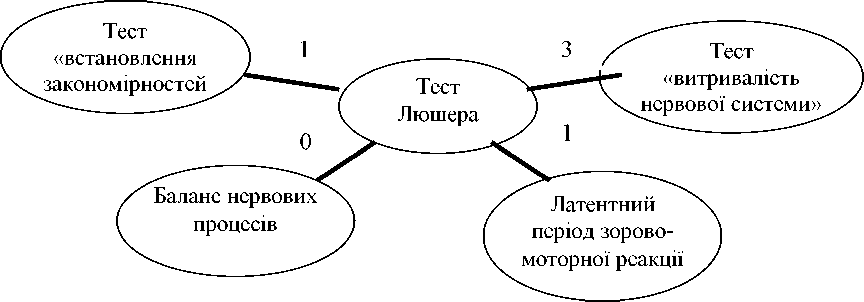 Тест
«встановлення
закономірностей
1
3
Тест
«витривалість
нервової системи»
Тест
Люшера
0
1
Баланс нервових
процесів
Латентний
період зорово-
моторної реакції